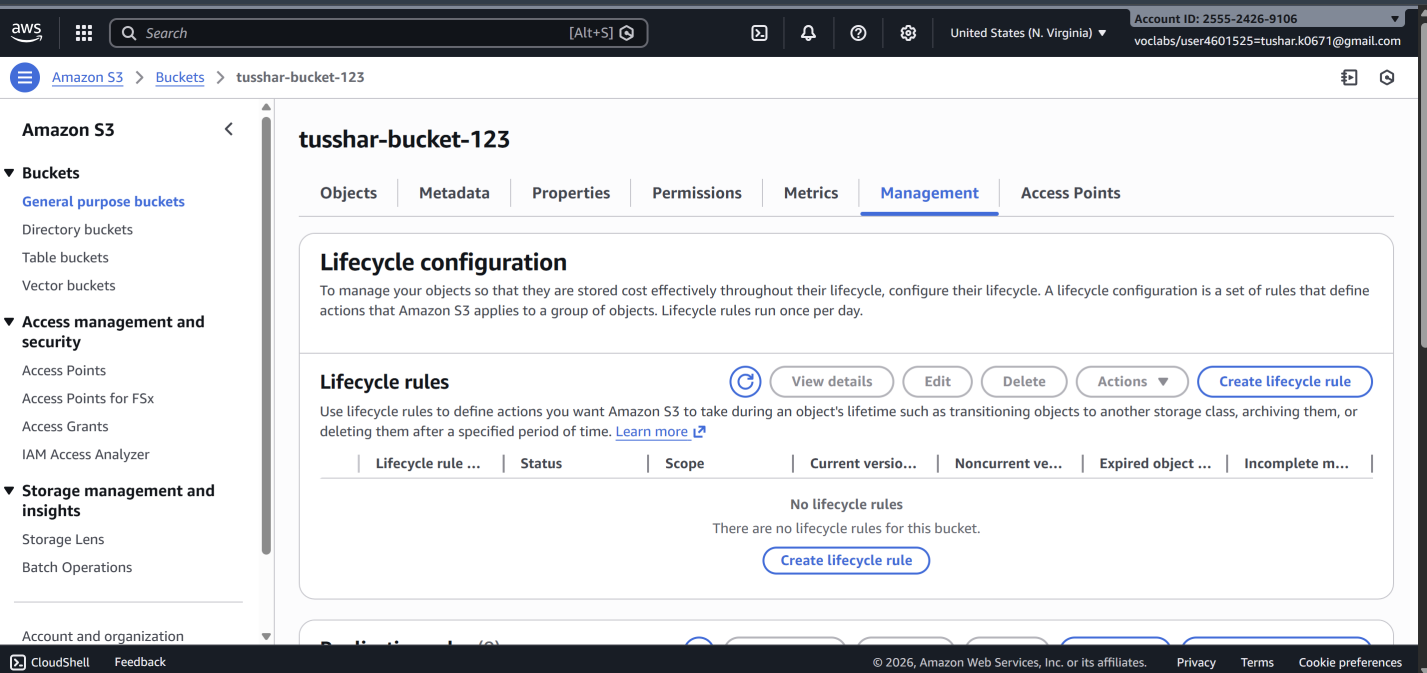 aws
Search [Alt+S]
United States (N. Virginia)
Account ID: 2555-2426-9106
voclabs/user4601525=tushar.k0671@gmail.com
Amazon S3 > Buckets > tusshar-bucket-123
Amazon S3
Buckets
General purpose buckets
Directory buckets
Table buckets
Vector buckets
Access management and
security
Access Points
Access Points for FSx
Access Grants
IAM Access Analyzer
Storage management and
insights
Storage Lens
Batch Operations
Account and organization
tusshar-bucket-123
Objects Metadata Properties Permissions Metrics Management Access Points
Lifecycle configuration
To manage your objects so that they are stored cost effectively throughout their lifecycle, configure their lifecycle. A lifecycle configuration is a set of rules that define
actions that Amazon S3 applies to a group of objects. Lifecycle rules run once per day.
Lifecycle rules
View details Edit Delete Actions Create lifecycle rule
Use lifecycle rules to define actions you want Amazon S3 to take during an object's lifetime such as transitioning objects to another storage class, archiving them, or
deleting them after a specified period of time. Learn more
Lifecycle rule ... Status Scope Current versio... Noncurrent ve... Expired object ... Incomplete m...
No lifecycle rules
There are no lifecycle rules for this bucket.
Create lifecycle rule
CloudShell Feedback © 2026, Amazon Web Services, Inc. or its affiliates. Privacy Terms Cookie preferences